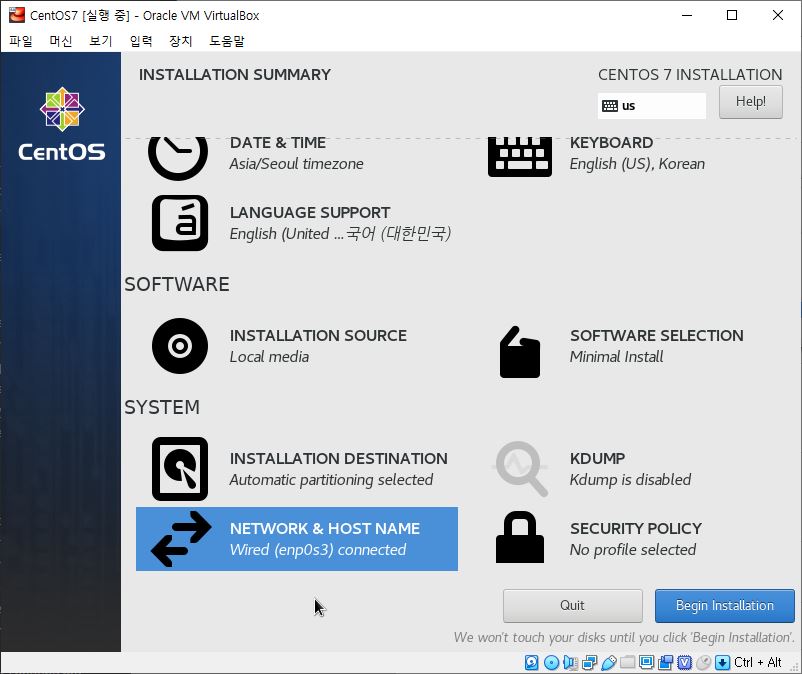 CentOS7 [실행 중] - Oracle VM VirtualBox
파일 머신 보기 입력 장치 도움말
INSTALLATION SUMMARY
CENTOS 7 INSTALLATION
us
Help!
CentOS
DATE & TIME
Asia/Seoul timezone
KEYBOARD
English (US), Korean
LANGUAGE SUPPORT
English (United ...국어 (대한민국)
SOFTWARE
INSTALLATION SOURCE
Local media
SOFTWARE SELECTION
Minimal Install
SYSTEM
INSTALLATION DESTINATION
Automatic partitioning selected
KDUMP
Kdump is disabled
NETWORK & HOST NAME
Wired (enp0s3) connected
SECURITY POLICY
No profile selected
Quit
Begin Installation
We won't touch your disks until you click 'Begin Installation'.
Ctrl + Alt